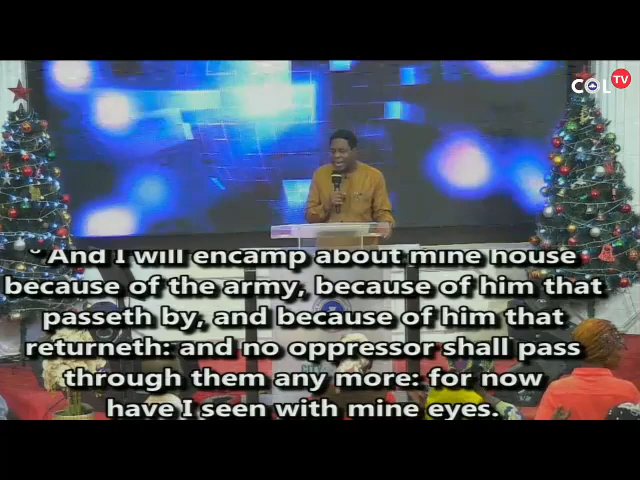 COL TV
8 And I will encamp about mine house
because of the army, because of him that
passeth by, and because of him that
returneth: and no oppressor shall pass
through them any more: for now
have I seen with mine eyes.